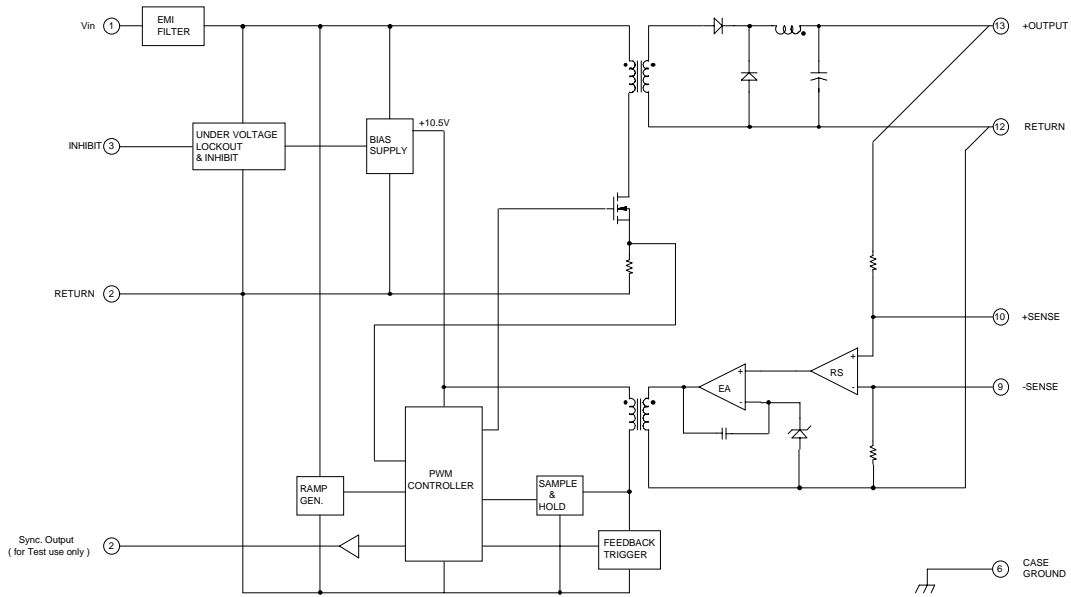 Vin
1
EMI
FILTER
13
+OUTPUT
+10.5V
INHIBIT
3
UNDER VOLTAGE
LOCKOUT
& INHIBIT
BIAS
SUPPLY
12
RETURN
RETURN
2
10
+SENSE
+
RS
-
9
-SENSE
+
EA
-
PWM
CONTROLLER
RAMP
GEN.
SAMPLE
&
HOLD
Sync. Output
( for Test use only )
2
FEEDBACK
TRIGGER
6
CASE
GROUND